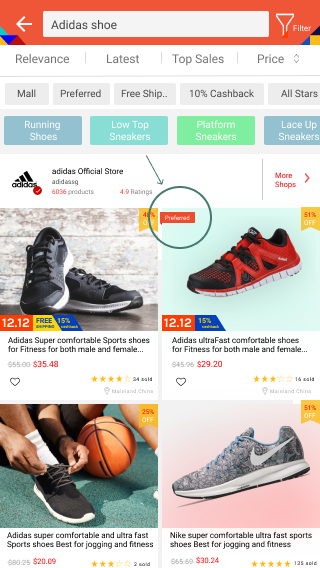 Adidas shoe
Filter
Relevance
Latest
Top Sales
Price
Mall
Preferred
Free Ship..
10% Cashback
All Stars
Running
Shoes
Low Top
Sneakers
Platform
Sneakers
Lace Up
Sneakers
adidas
adidas Official Store
adidassg
6036 products
4.9 Ratings
More
Shops
OFF
Preferred
51%
OFF
12.12
FREE
SHIPPING
15%
cashback
12.12
15%
cashback
Adidas Super comfortable Sports shoes
for Fitness for both male and female...
$55.00 $35.48
34 sold
Mainland China
Adidas ultraFast comfortable shoes
for Fitness for both male and female...
$45.96 $29.20
16 sold
Mainland China
25%
OFF
51%
OFF
Adidas super comfortable and ultra fast
Sports shoes Best for jogging and fitness
$80.25 $20.09
2 sold
Nike super comfortable ultra fast sports
shoes Best for jogging and fitness
$65.69 $30.24
125 sold